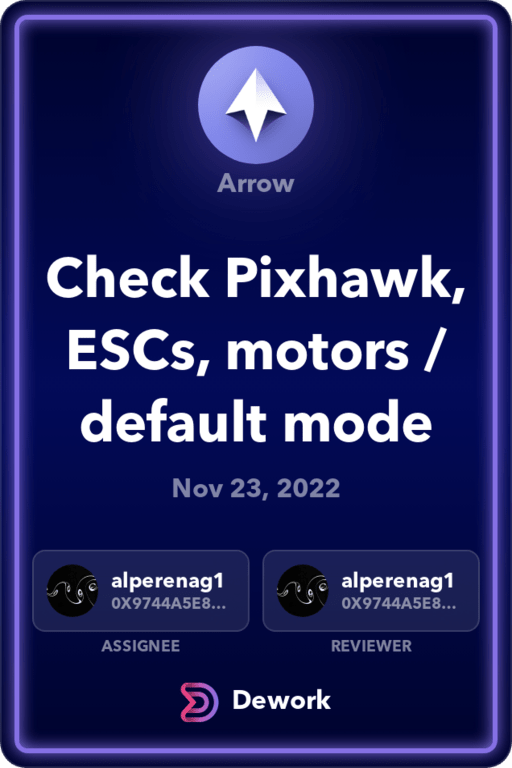 Arrow
Check Pixhawk,
ESCs, motors /
default mode
Nov 23, 2022
alperenag1
0X9744A5E8...
ASSIGNEE
alperenag1
0X9744A5E8...
REVIEWER
Dework